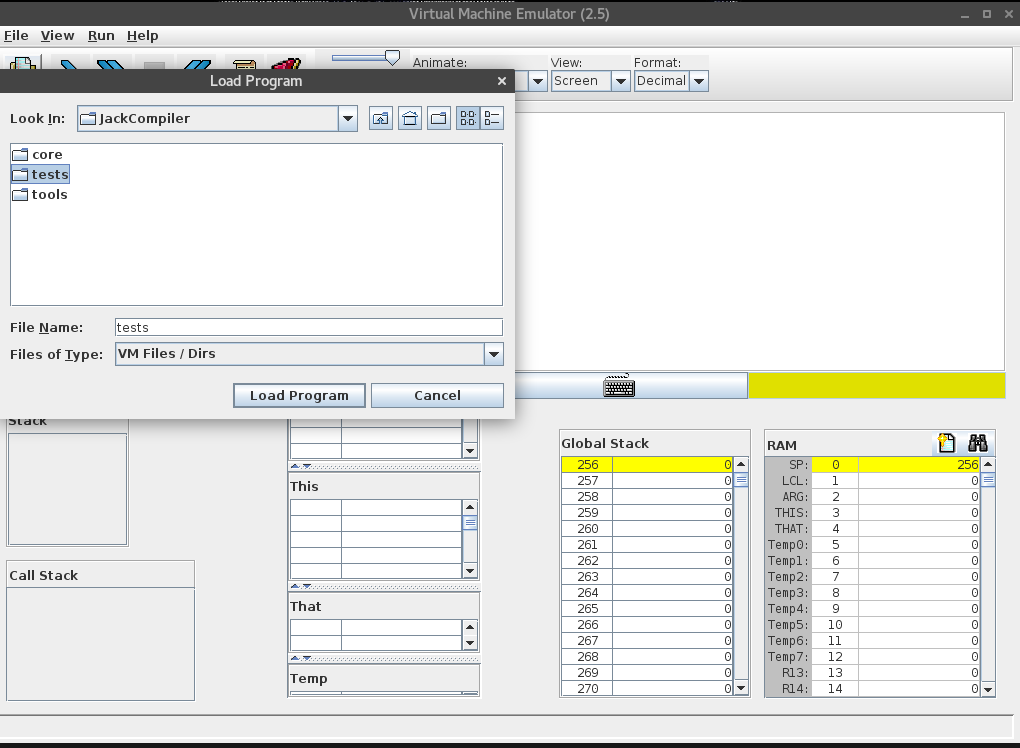 Virtual Machine Emulator (2.5)
File View Run Help
Animate: View: Format:
Screen Decimal
Load Program
Look In: JackCompiler
core
tests
tools
File Name: tests
Files of Type: VM Files / Dirs
Load Program Cancel
Stack
Call Stack
This
That
Temp
Global Stack
256 0
257 0
258 0
259 0
260 0
261 0
262 0
263 0
264 0
265 0
266 0
267 0
268 0
269 0
270 0
RAM
SP: 0 256
LCL: 1 0
ARG: 2 0
THIS: 3 0
THAT: 4 0
Temp0: 5 0
Temp1: 6 0
Temp2: 7 0
Temp3: 8 0
Temp4: 9 0
Temp5: 10 0
Temp6: 11 0
Temp7: 12 0
R13: 13 0
R14: 14 0